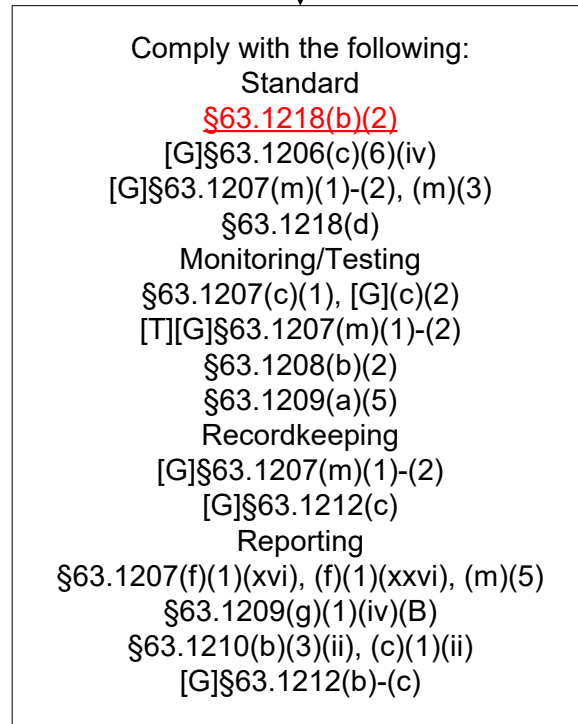 Comply with the following:
Standard
§63.1218(b)(2)
[G]§63.1206(c)(6)(iv)
[G]§63.1207(m)(1)-(2), (m)(3)
§63.1218(d)
Monitoring/Testing
§63.1207(c)(1), [G](c)(2)
[T][G]§63.1207(m)(1)-(2)
§63.1208(b)(2)
§63.1209(a)(5)
Recordkeeping
[G]§63.1207(m)(1)-(2)
[G]§63.1212(c)
Reporting
§63.1207(f)(1)(xvi), (f)(1)(xxvi), (m)(5)
§63.1209(g)(1)(iv)(B)
§63.1210(b)(3)(ii), (c)(1)(ii)
[G]§63.1212(b)-(c)